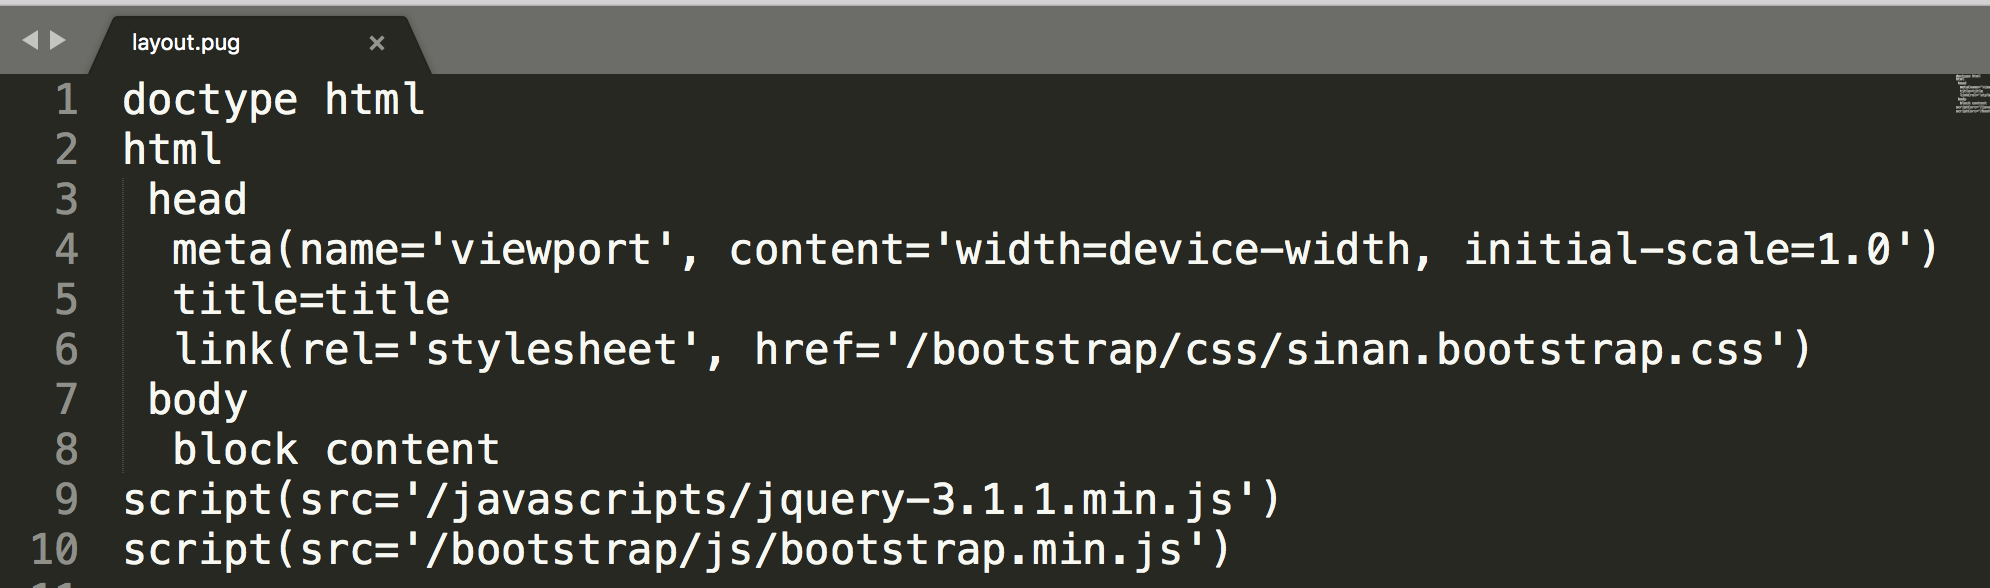 layout.pug ×
1 doctype html
2 html
3 head
4 meta(name='viewport', content='width=device-width, initial-scale=1.0')
5 title=title
6 link(rel='stylesheet', href='/bootstrap/css/sinan.bootstrap.css')
7 body
8 block content
9 script(src='/javascripts/jquery-3.1.1.min.js')
10 script(src='/bootstrap/js/bootstrap.min.js')